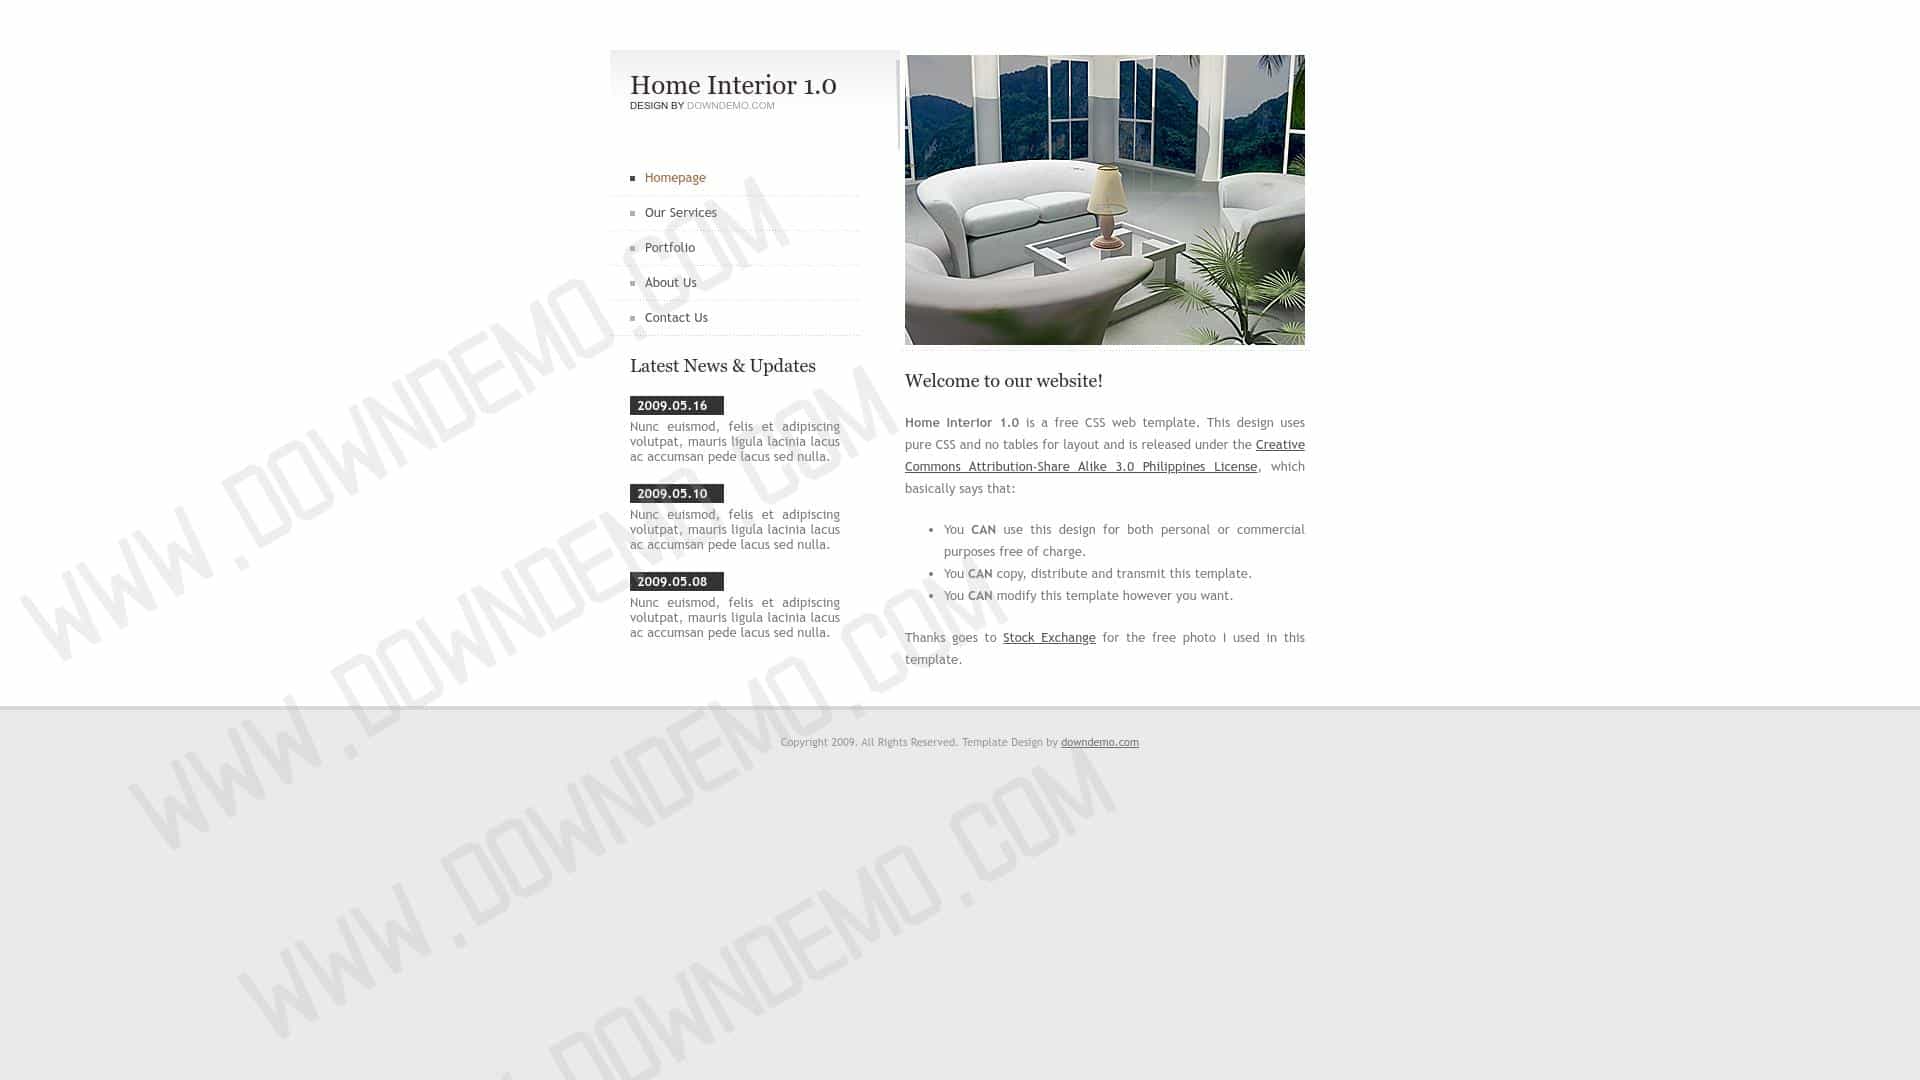 Home Interior 1.0
DESIGN BY DOWNDEMO.COM
Homepage
Our Services
Portfolio
About Us
Contact Us
Latest News & Updates
2009.05.16
Nunc euismod, felis et adipiscing
volutpat, mauris ligula lacinia lacus
ac accumsan pede lacus sed nulla.
2009.05.10
Nunc euismod, felis et adipiscing
volutpat, mauris ligula lacinia lacus
ac accumsan pede lacus sed nulla.
2009.05.08
Nunc euismod, felis et adipiscing
volutpat, mauris ligula lacinia lacus
ac accumsan pede lacus sed nulla.
Welcome to our website!
Home Interior 1.0 is a free CSS web template. This design uses
pure CSS and no tables for layout and is released under the Creative
Commons Attribution-Share Alike 3.0 Philippines License, which
basically says that:
• You CAN use this design for both personal or commercial
purposes free of charge.
• You CAN copy, distribute and transmit this template.
• You CAN modify this template however you want.
Thanks goes to Stock Exchange for the free photo I used in this
template.
Copyright 2009. All Rights Reserved. Template Design by downdemo.com
WWW.DOWNDEMO.COM
WWW.DOWNDEMO.COM
WWW.DOWNDEMO.COM
DOWNDEMO.COM